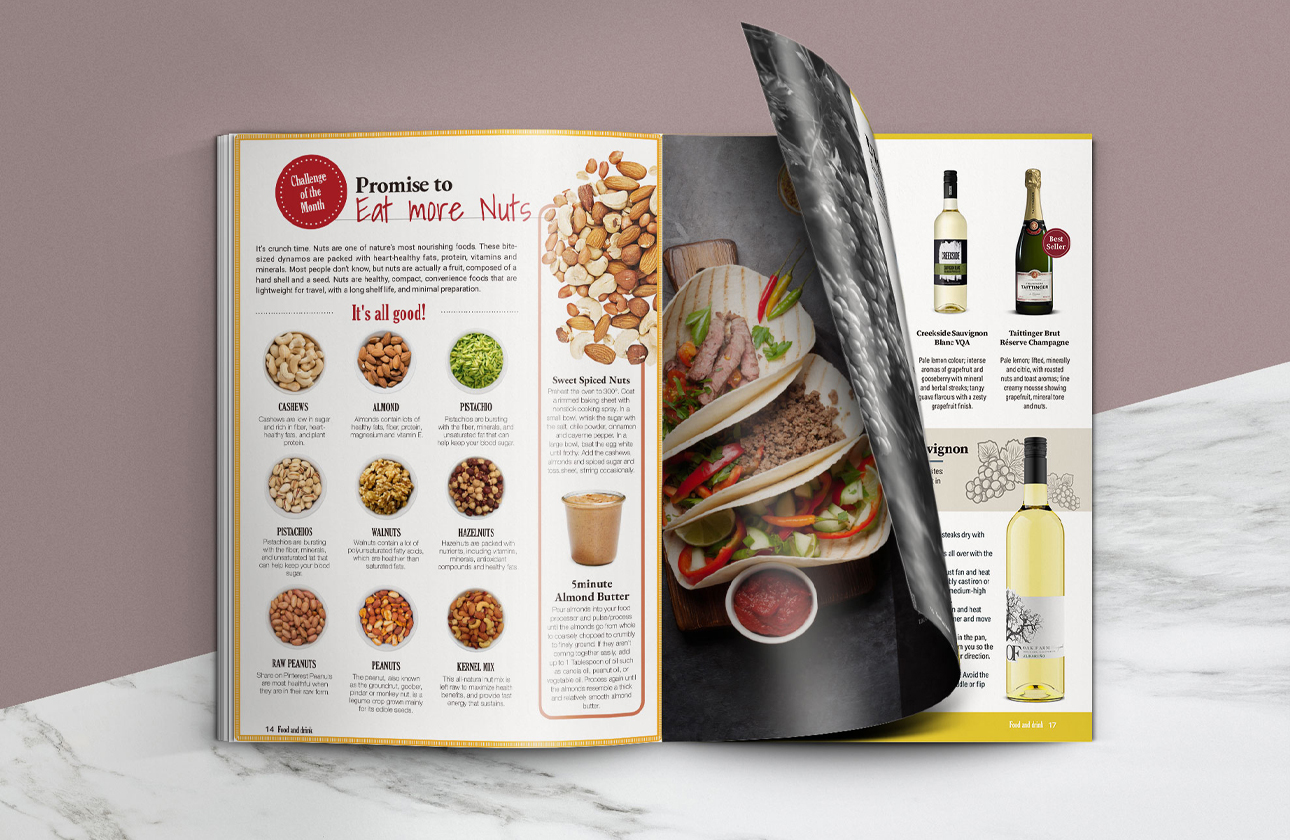 Challenge
of the
Month
Promise to
Eat more Nuts
It's crunch time. Nuts are one of nature's most nourishing foods. These bite-
sized dynamos are packed with heart-healthy fats, protein, vitamins and
minerals. Most people don't know, but nuts are actually a fruit, composed of a
hard shell and a seed. Nuts are healthy, compact, convenience foods that are
lightweight for travel, with a long shelf life, and minimal preparation.
It's all good!
CASHEWS
Cashews are low in sugar
and rich in fiber, heart-
healthy fats, and plant
protein.
ALMOND
Almonds contain lots of
healthy fats, fiber, protein,
magnesium and vitamin E.
PISTACHIO
Pistachios are bursting
with the fiber, minerals, and
unsaturated fat that can
help keep your blood sugar.
PISTACHIOS
Pistachios are bursting
with the fiber, minerals,
and unsaturated fat that
can help keep your blood
sugar.
WALNUTS
Walnuts contain a lot of
polyunsaturated fatty acids,
which are healthier than
saturated fats.
HAZELNUTS
Hazelnuts are packed with
nutrients, including vitamins,
minerals, antioxidant
compounds and healthy fats
RAW PEANUTS
Share on Pinterest Peanuts
are most healthful when
they are in their raw form
PEANUTS
The peanut, also known
as the groundnut, goober,
pindar or monkey nut, is a
legume crop grown mainly
for its edible seeds.
KERNEL MIX
This all-natural nut mix is
left raw to maximize health
benefits, and provide fast
energy that sustains.
Sweet Spiced Nuts
Preheat the oven to 300°. Coat
a rimmed baking sheet with
nonstick cooking spray. In a
small bowl, whisk the sugar with
the salt, chile powder, cinnamon
and cayenne pepper. In a
large bowl, beat the egg white
until frothy. Add the cashews,
almonds and spiced sugar and
toss sheet, stirring occasionally.
5minute
Almond Butter
Pour almonds into your food
processor and pulse/process
until the almonds go from whole
to coarsely chopped to crumbly
to finely ground. If they aren't
coming together easily, add
up to 1 Tablespoon of oil such
as canola oil, peanut oil, or
vegetable oil. Process again until
the almonds resemble a thick
and relatively smooth almond
butter.
14 Food and drink
CREEKSIDE
Best
Seller
TAITTINGER
Creekside Sauvignon
Blanc VQA
Pale lemon colour; intense
aromas of grapefruit and
gooseberry with mineral
and herbal streaks; tangy
guava flavours with a zesty
grapefruit finish.
Taittinger Brut
Réserve Champagne
Pale lemon; lifted, minerally
and citric, with roasted
nuts and toast aromas; fine
creamy mousse showing
grapefruit, mineral tone
and nuts.
vignon
ites
t in
steaks dry with
s all over with the
ust fan and heat
bly cast iron or
medium-high
n and heat
ner and move
in the pan,
m you so the
r direction.
Avoid the
ddle or flip
OF
OAK FARM
ALBARINO
Food and drink 17